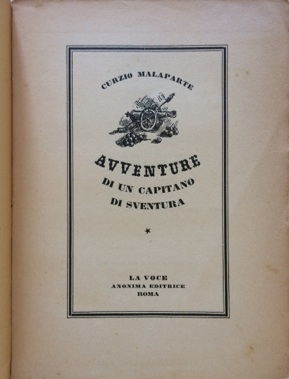 CURZIO MALAPARTE
AVVENTURE
DI UN CAPITANO
DI SVENTURA
LA VOCE
ANONIMA EDITRICE
ROMA